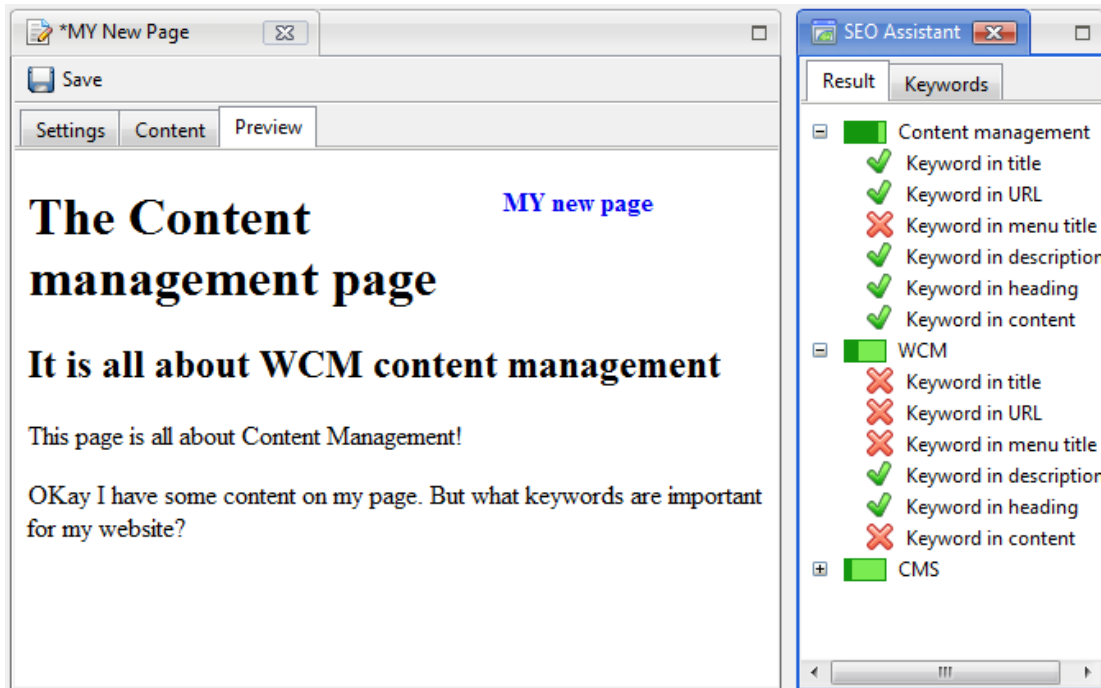 *MY New Page
Save
Settings Content Preview
The Content
management page
MY new page
It is all about WCM content management
This page is all about Content Management!
OKay I have some content on my page. But what keywords are important
for my website?
SEO Assistant
Result Keywords
Content management
Keyword in title
Keyword in URL
Keyword in menu title
Keyword in description
Keyword in heading
Keyword in content
WCM
Keyword in title
Keyword in URL
Keyword in menu title
Keyword in description
Keyword in heading
Keyword in content
CMS